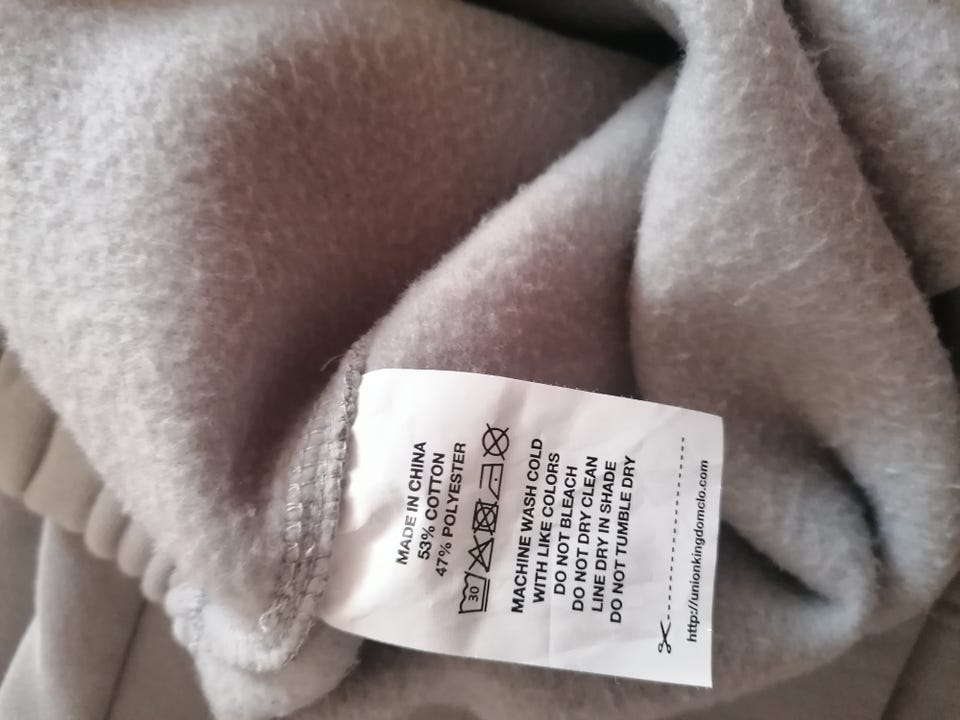 MADE IN CHINA
53% COTTON
47% POLYESTER
30
MACHINE WASH COLD
WITH LIKE COLORS
DO NOT BLEACH
DO NOT DRY CLEAN
LINE DRY IN SHADE
DO NOT TUMBLE DRY
http://unionkingdomclo.com